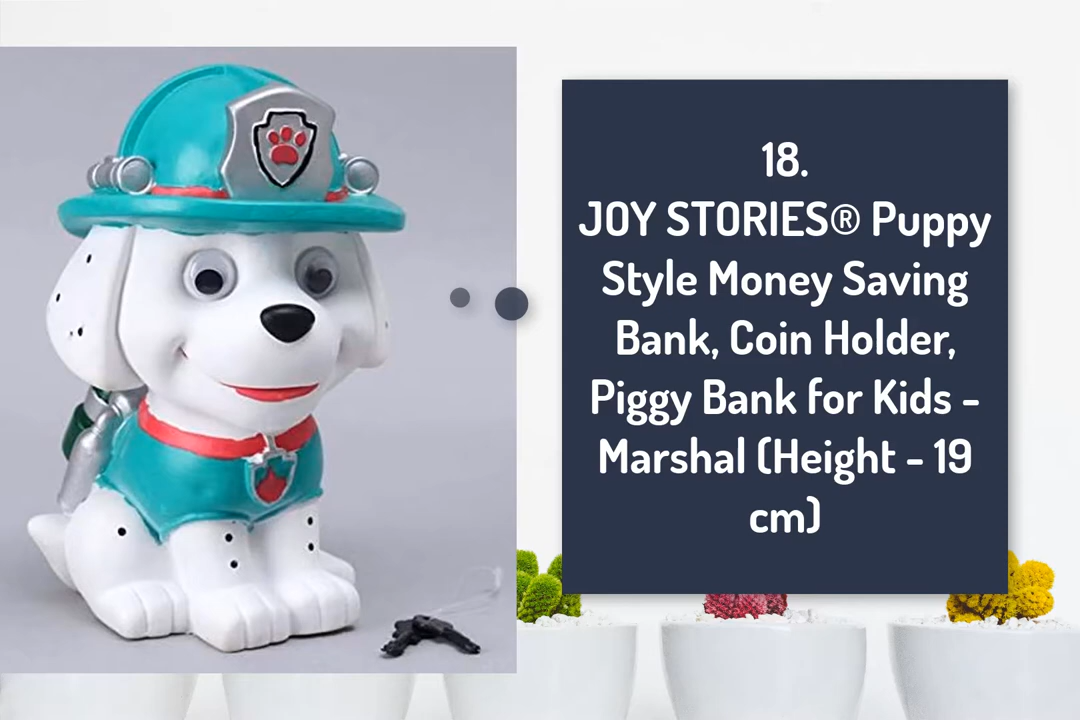 18.
JOY STORIES® Puppy
Style Money Saving
Bank, Coin Holder,
Piggy Bank for Kids -
Marshal (Height - 19
cm)